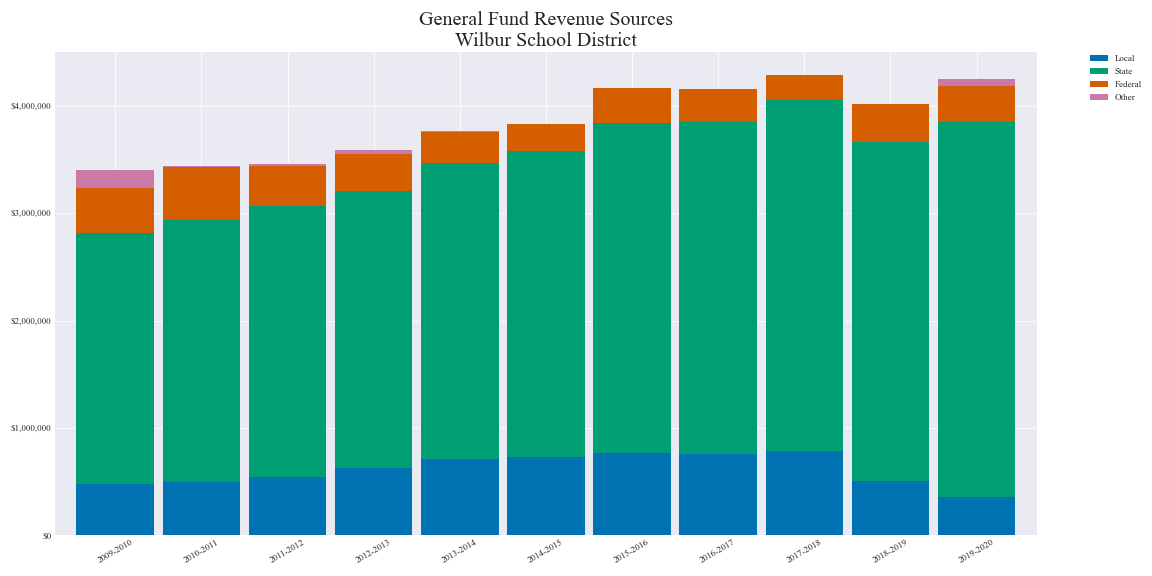 General Fund Revenue Sources
Wilbur School District
Local
State
Federal
Other
$4,000,000
$3,000,000
$2,000,000
$1,000,000
$0
2009-2010
2010-2011
2011-2012
2012-2013
2013-2014
2014-2015
2015-2016
2016-2017
2017-2018
2018-2019
2019-2020